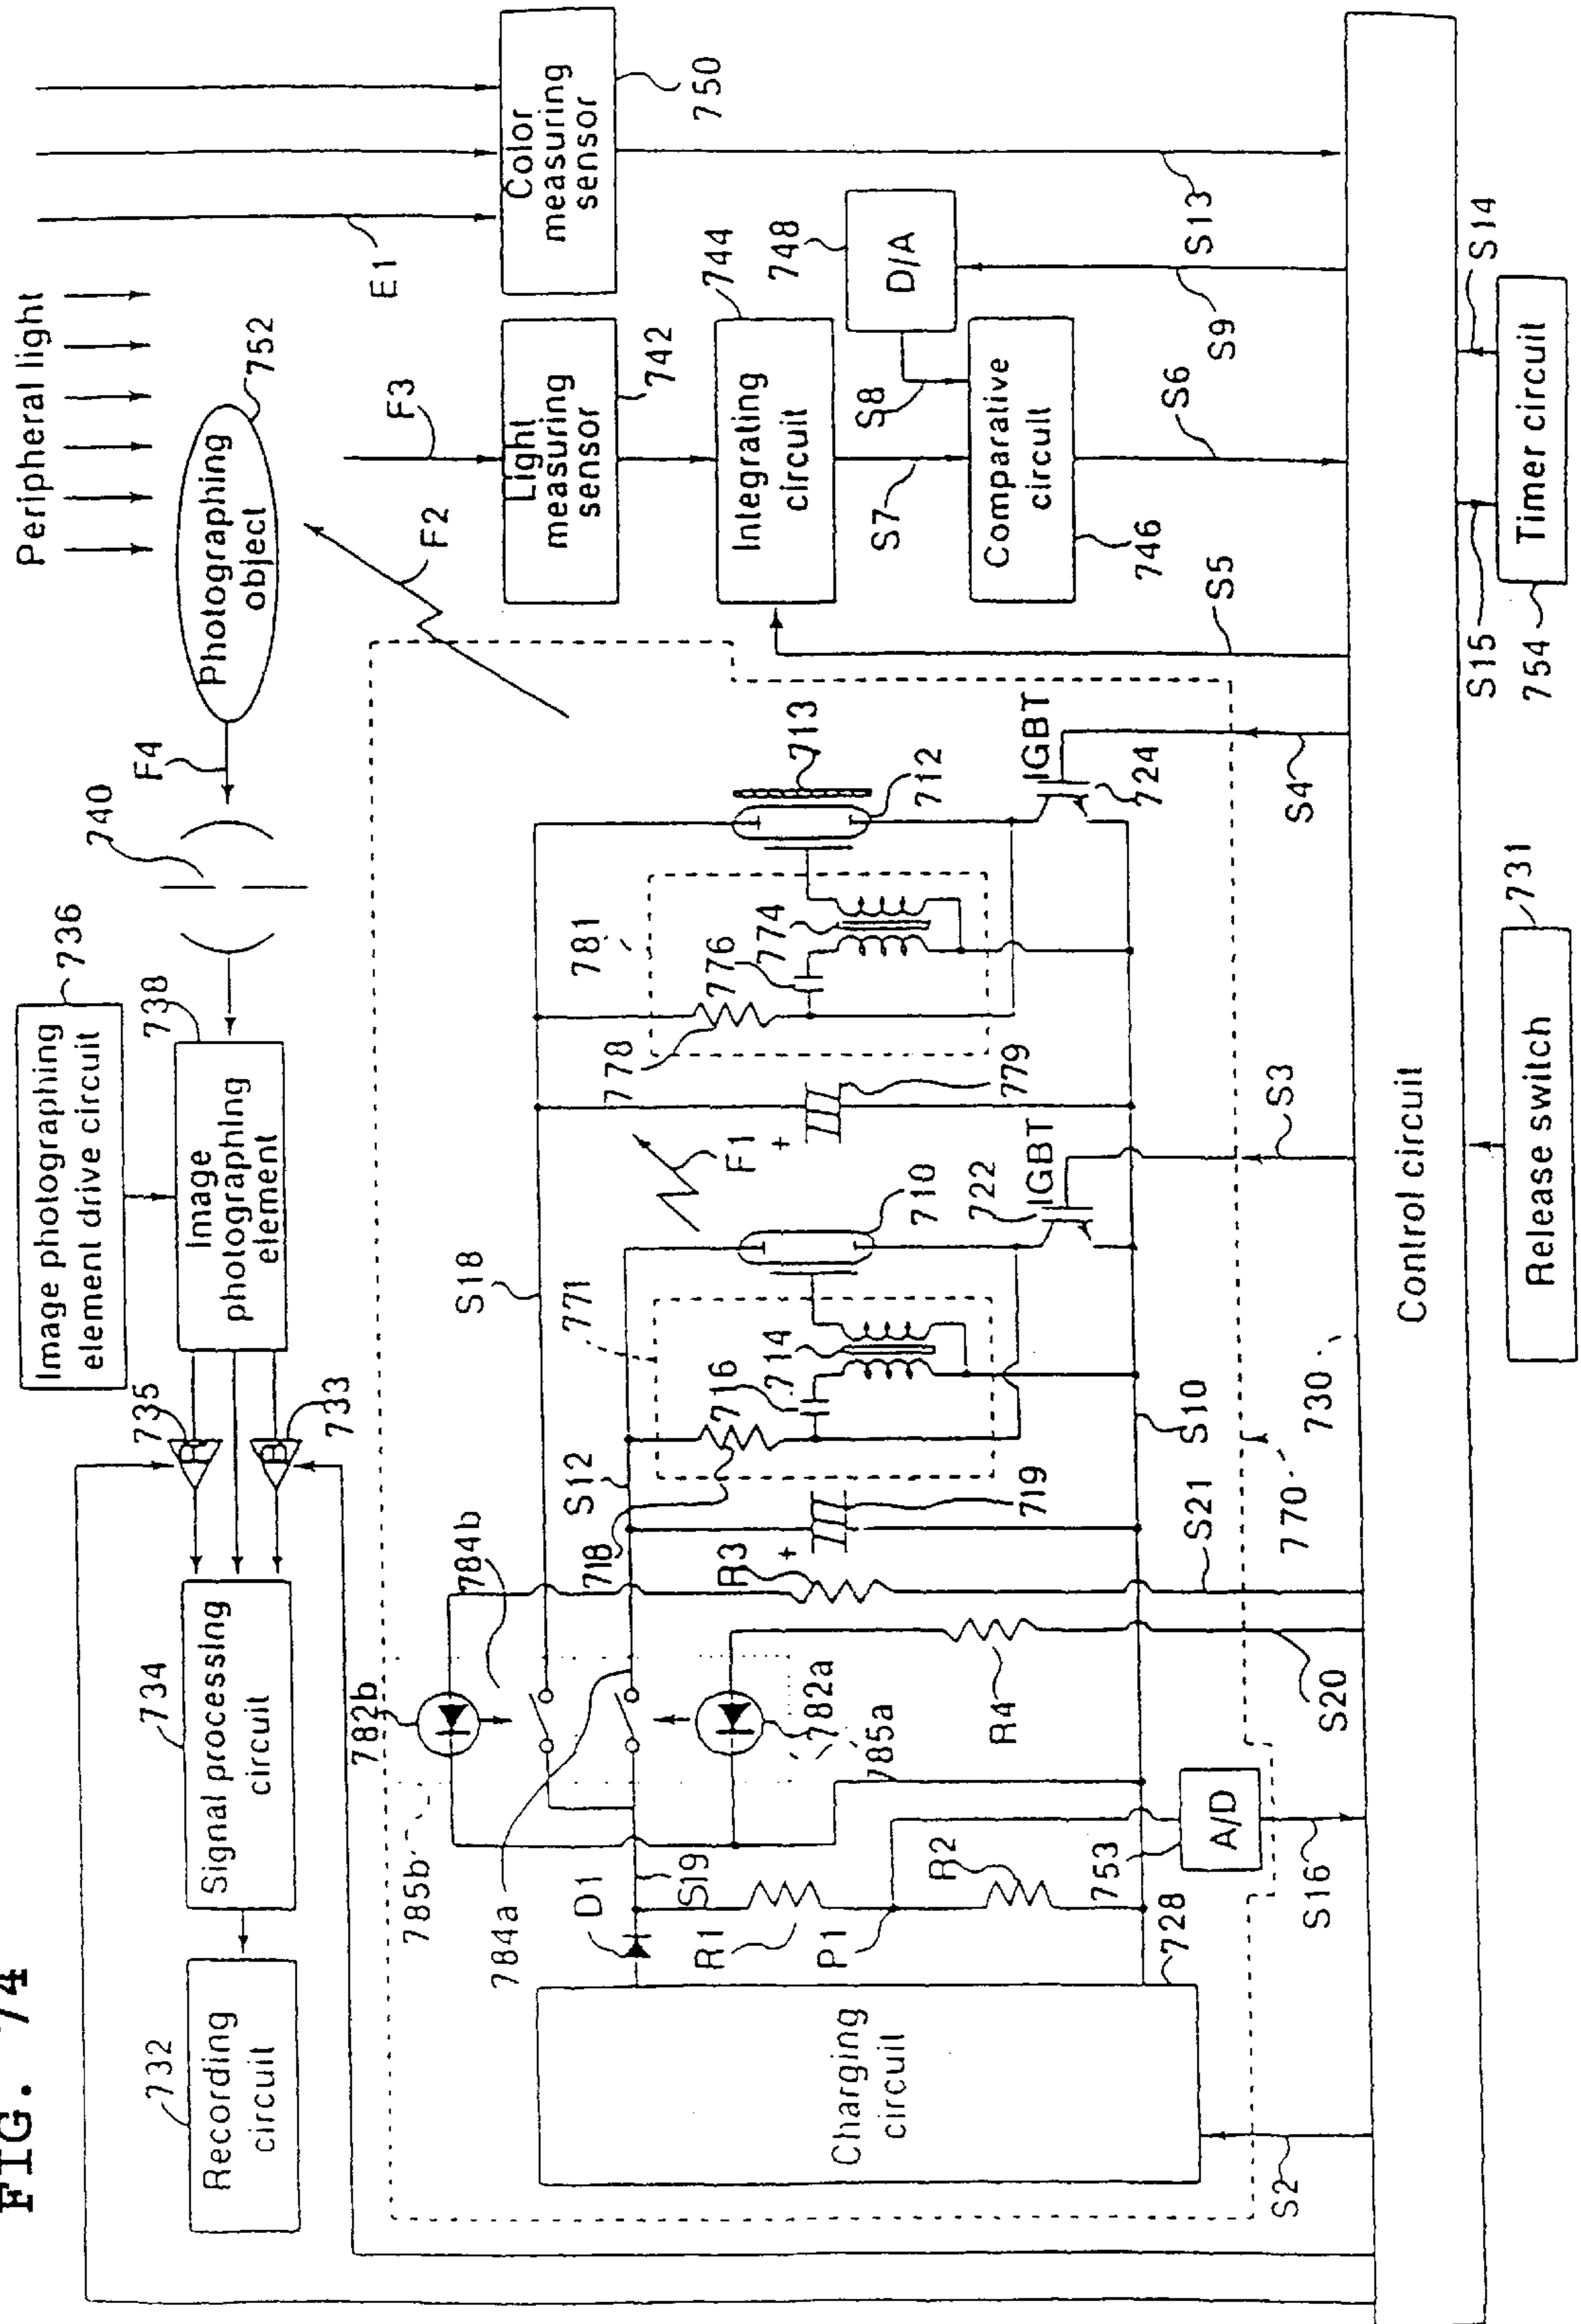 FIG. 74
Recording
circuit
732
Signal processing
circuit
734
735
733
Image photographing
element drive circuit
736
Image
photographing
element
738
740
F4
Photographing
object
752
Peripheral light
E1
F3
F2
Light
measuring
sensor
742
Color
measuring
sensor
750
Integrating
circuit
744
D/A
748
S8
S7
Comparative
circuit
746
S5
S6
S9
S13
Charging
circuit
728
D1
S19
R1
P1
R2
753
A/D
S16
S2
785b
784a
782b
784b
782a
785a
R4
S20
R3
S21
S12
718
719
+
716
714
771
S18
S10
770
710
722
IGBT
S3
F1
+
779
778
776
774
781
713
712
IGBT
724
S4
730
Control circuit
Release switch
731
S15
S14
754
Timer circuit